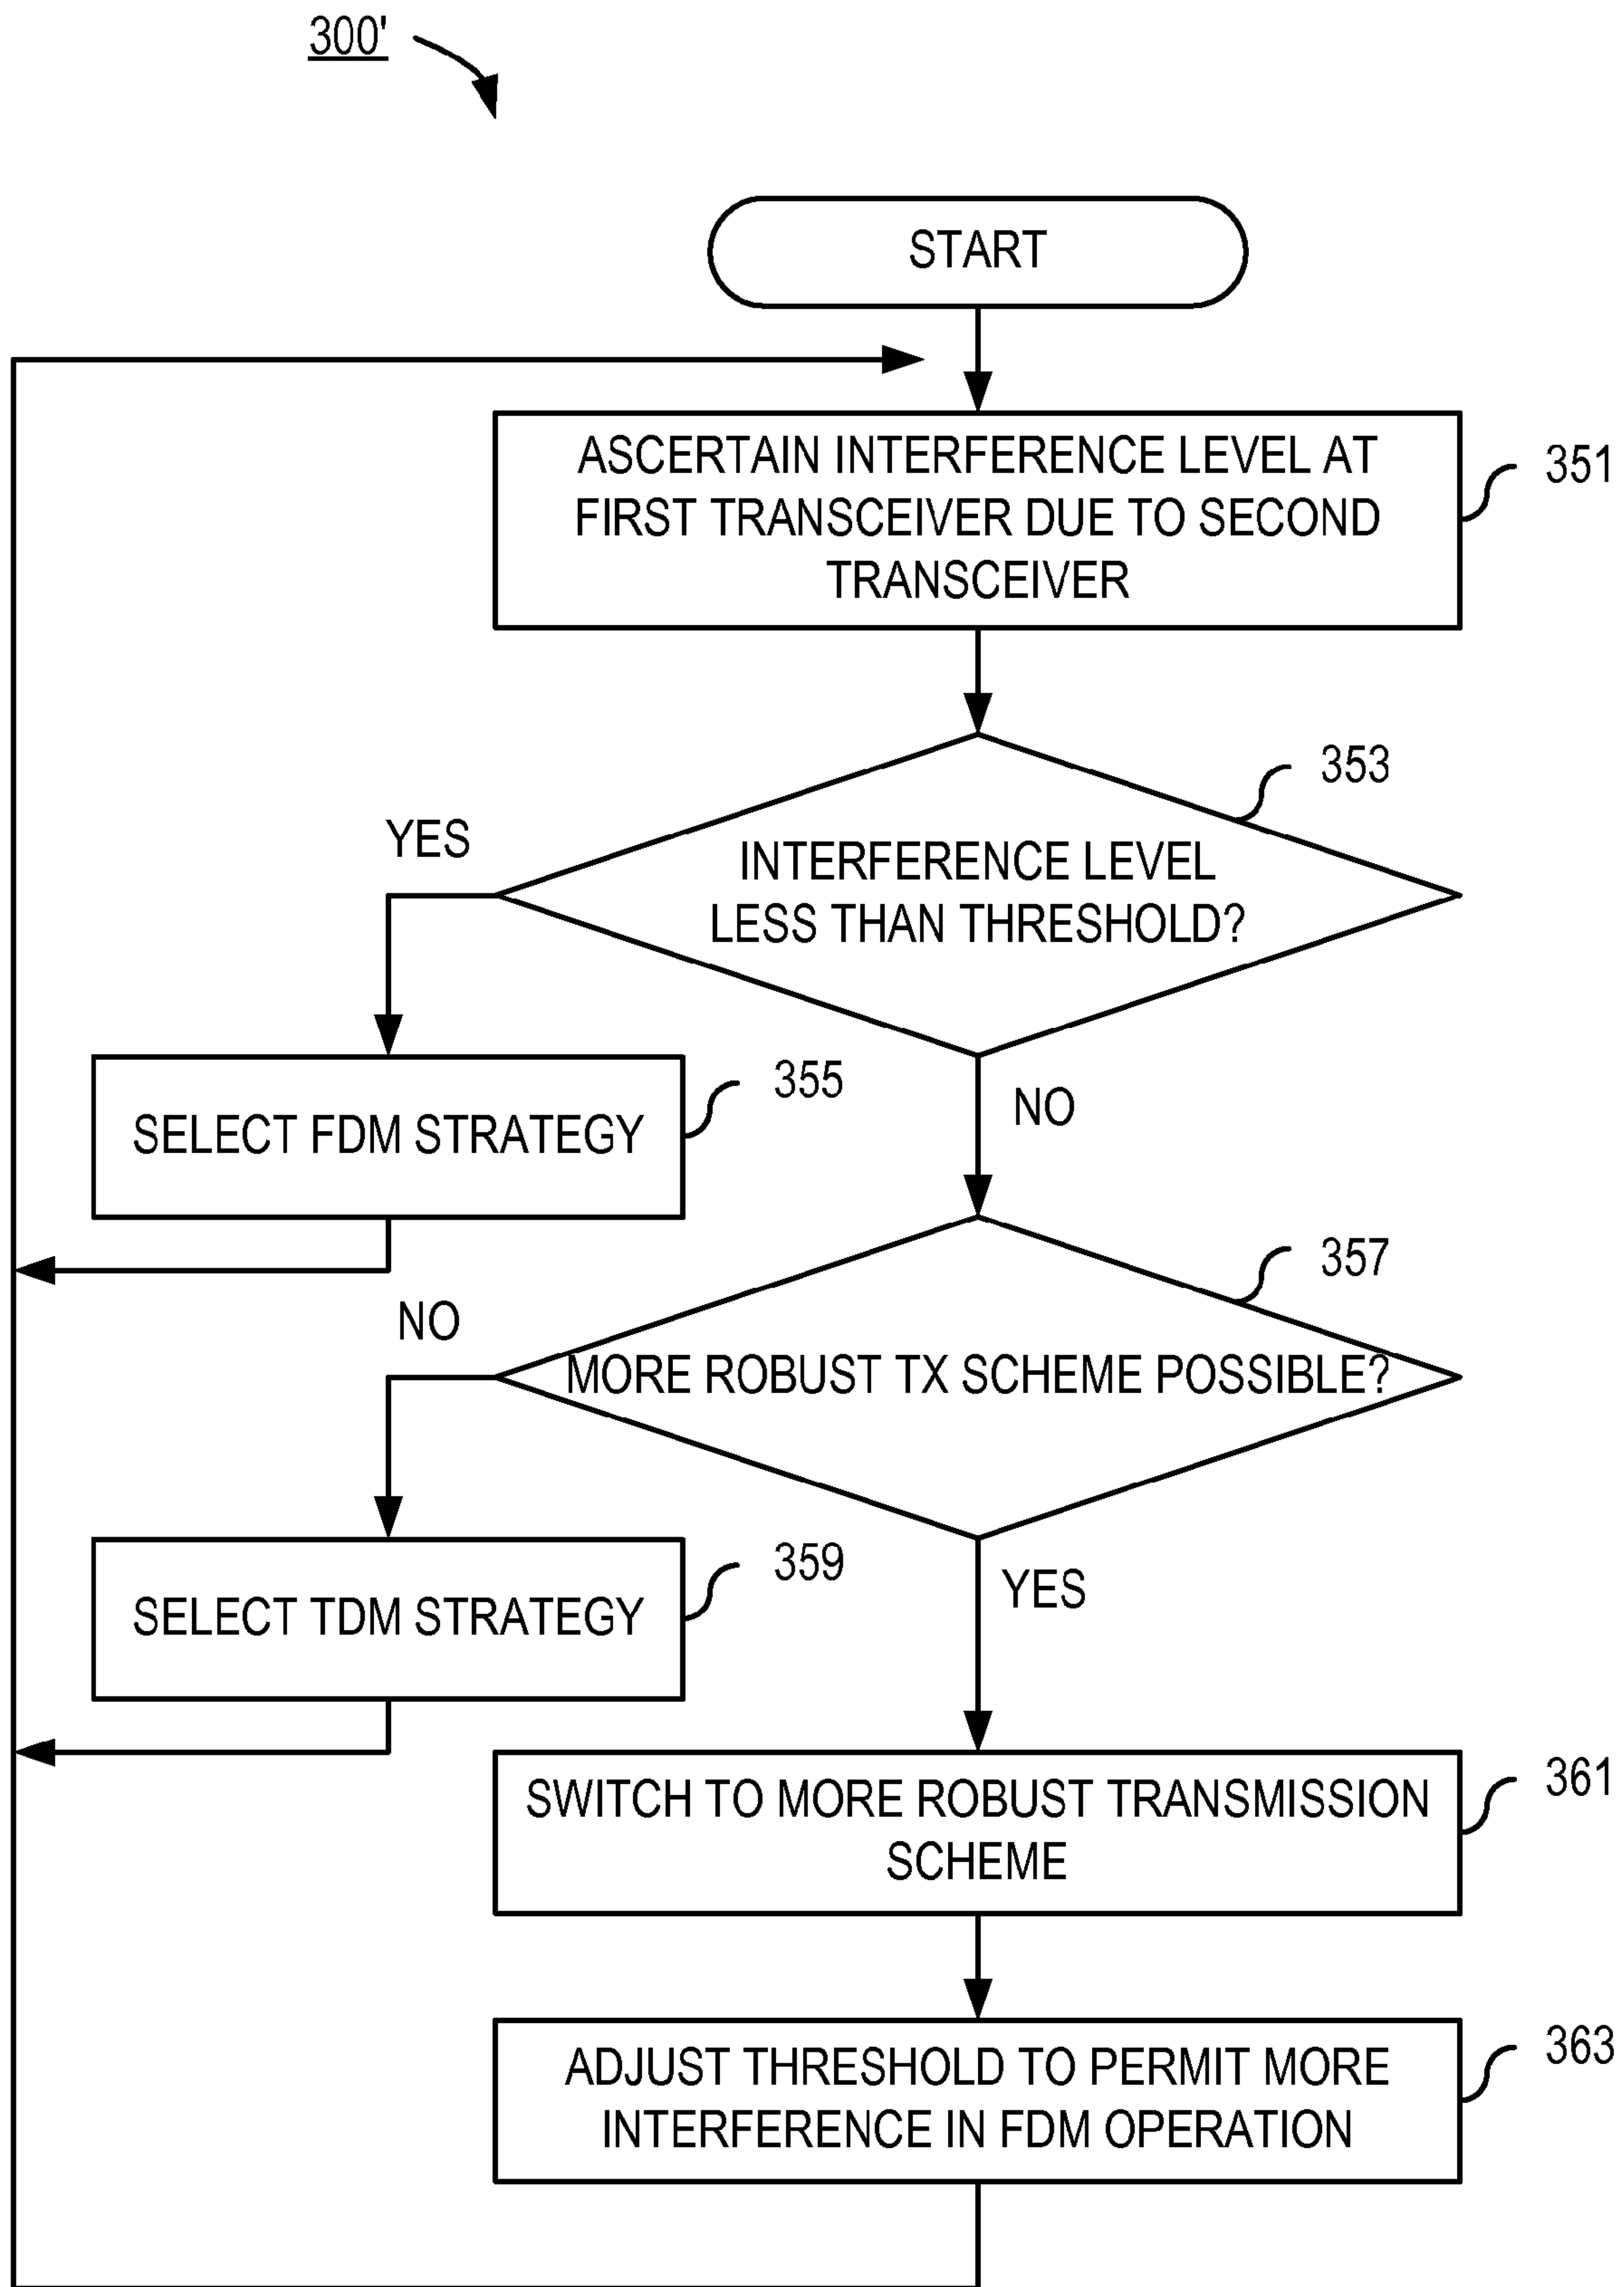 300'
START
ASCERTAIN INTERFERENCE LEVEL AT
FIRST TRANSCEIVER DUE TO SECOND
TRANSCEIVER
351
353
YES
INTERFERENCE LEVEL
LESS THAN THRESHOLD?
355
SELECT FDM STRATEGY
NO
357
NO
MORE ROBUST TX SCHEME POSSIBLE?
359
SELECT TDM STRATEGY
YES
SWITCH TO MORE ROBUST TRANSMISSION
SCHEME
361
ADJUST THRESHOLD TO PERMIT MORE
INTERFERENCE IN FDM OPERATION
363